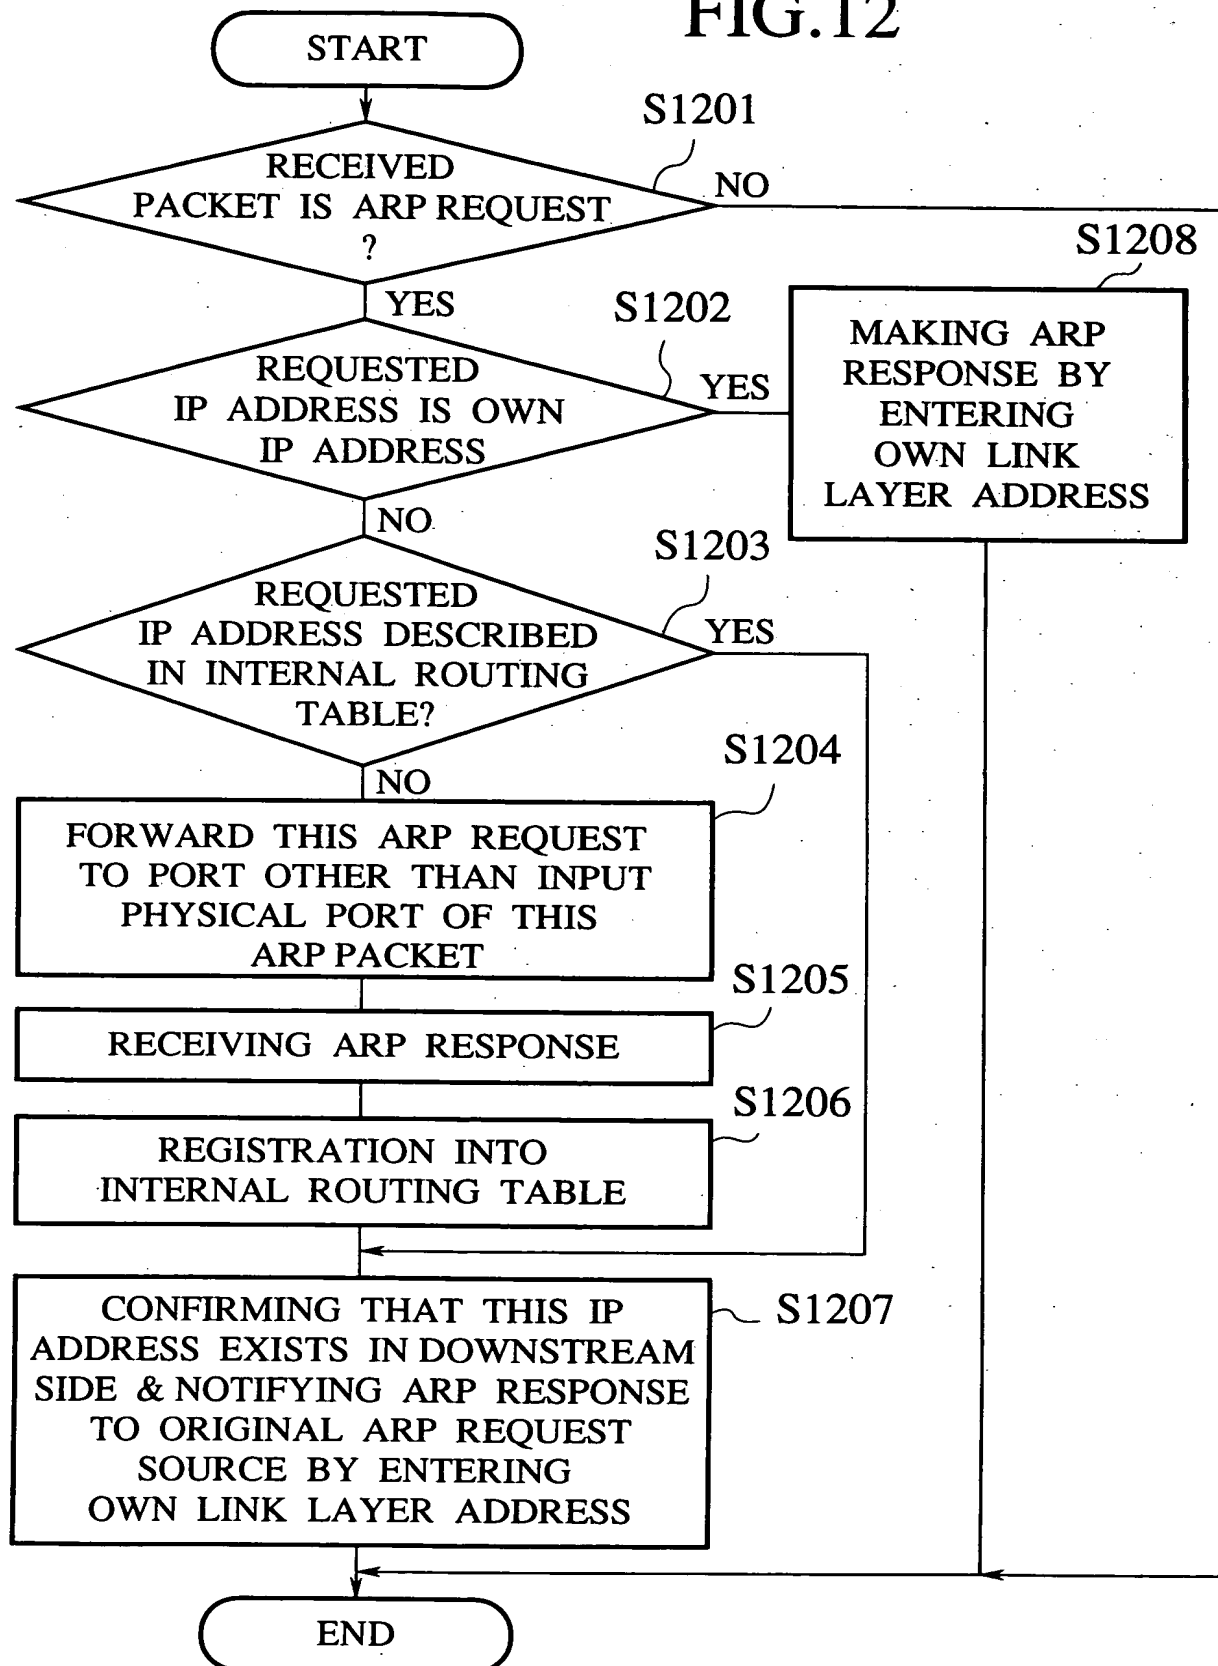 FIG.12
START
S1201
RECEIVED
PACKET IS ARP REQUEST
?
NO
YES
S1202
REQUESTED
IP ADDRESS IS OWN
IP ADDRESS
YES
S1208
MAKING ARP
RESPONSE BY
ENTERING
OWN LINK
LAYER ADDRESS
NO
S1203
REQUESTED
IP ADDRESS DESCRIBED
IN INTERNAL ROUTING
TABLE?
YES
NO
S1204
FORWARD THIS ARP REQUEST
TO PORT OTHER THAN INPUT
PHYSICAL PORT OF THIS
ARP PACKET
S1205
RECEIVING ARP RESPONSE
S1206
REGISTRATION INTO
INTERNAL ROUTING TABLE
S1207
CONFIRMING THAT THIS IP
ADDRESS EXISTS IN DOWNSTREAM
SIDE & NOTIFYING ARP RESPONSE
TO ORIGINAL ARP REQUEST
SOURCE BY ENTERING
OWN LINK LAYER ADDRESS
END